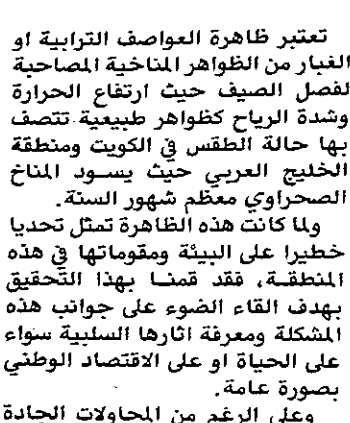 تعتبر ظاهرة العواصف الترابية او
الغبار من الظواهر المناخية المصاحبة
لفصل الصيف حيث ارتفاع الحرارة
وشدة الرياح كظواهر طبيعية تتصف
بها حالة الطقس في الكويت ومنطقة
الخليج العربي حيث يسود المناخ
الصحراوي معظم شهور السنة.
ولما كانت هذه الظاهرة تمثل تحديا
خطيرا على البيئة ومقوماتها في هذه
المنطقة، فقد قمنا بهذا التحقيق
بهدف القاء الضوء على جوانب هذه
المشكلة ومعرفة اثارها السلبية سواء
على الحياة او على الاقتصاد الوطني
بصورة عامة.
وعلى الرغم من المحاولات الجادة